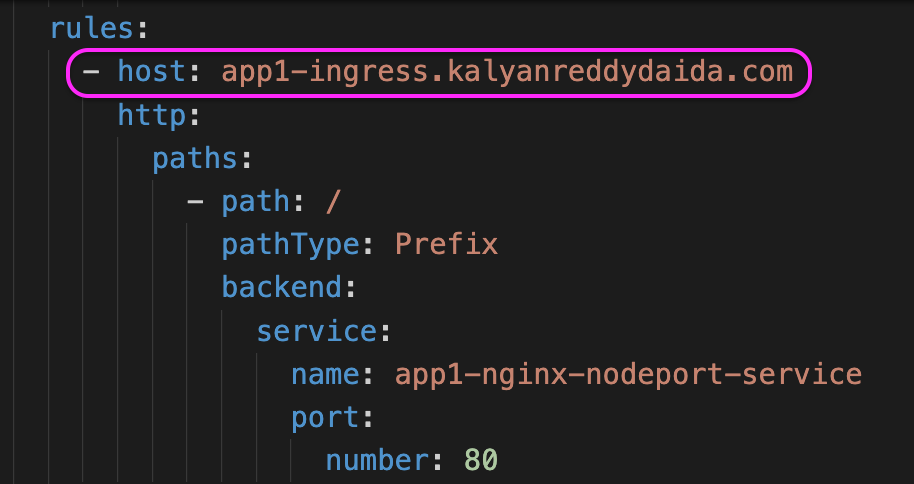 rules:
- host: app1-ingress.kalyanreddydaida.com
http:
paths:
- path: /
pathType: Prefix
backend:
service:
name: app1-nginx-nodeport-service
port:
number: 80